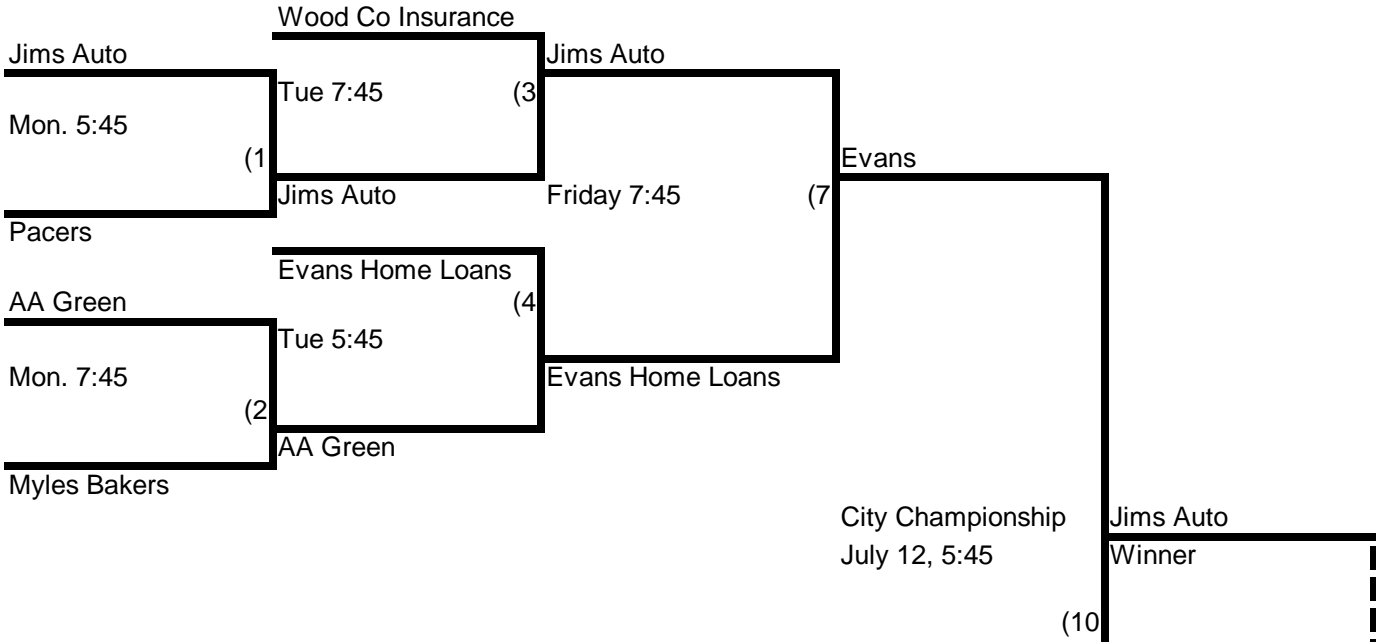 Wood Co Insurance
Jims Auto
Jims Auto
Tue 7:45
(3
Mon. 5:45
(1
Evans
Jims Auto
Friday 7:45
(7
Pacers
Evans Home Loans
AA Green
(4
Tue 5:45
Mon. 7:45
Evans Home Loans
(2
AA Green
Myles Bakers
City Championship
Jims Auto
July 12, 5:45
Winner
(10